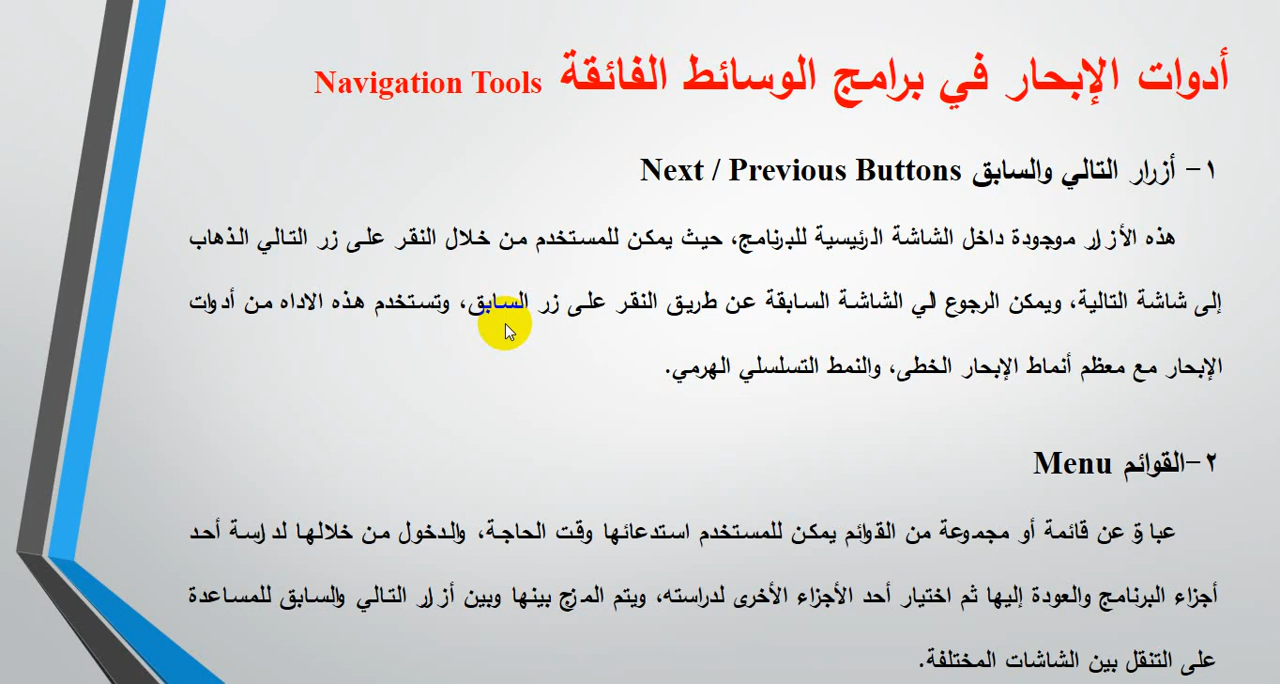 أدوات الإبحار في برامج الوسائط الفائقة Navigation Tools
١- أزرار التالي والسابق Next / Previous Buttons
هذه الأزرار موجودة داخل الشاشة الرئيسية للبرنامج، حيث يمكن للمستخدم من خلال النقر على زر التالي الذهاب
إلى شاشة التالية، ويمكن الرجوع الي الشاشة السابقة عن طريق النقر على زر السابق، وتستخدم هذه الاداه من أدوات
الإبحار مع معظم أنماط الإبحار الخطى، والنمط التسلسلي الهرمي.
٢-القوائم Menu
عبارة عن قائمة أو مجموعة من القوائم يمكن للمستخدم استدعائها وقت الحاجة، والدخول من خلالها لدراسة أحد
أجزاء البرنامج والعودة إليها ثم اختيار أحد الأجزاء الأخرى لدراسته، ويتم المزج بينها وبين أزرار التالي والسابق للمساعدة
على التنقل بين الشاشات المختلفة.